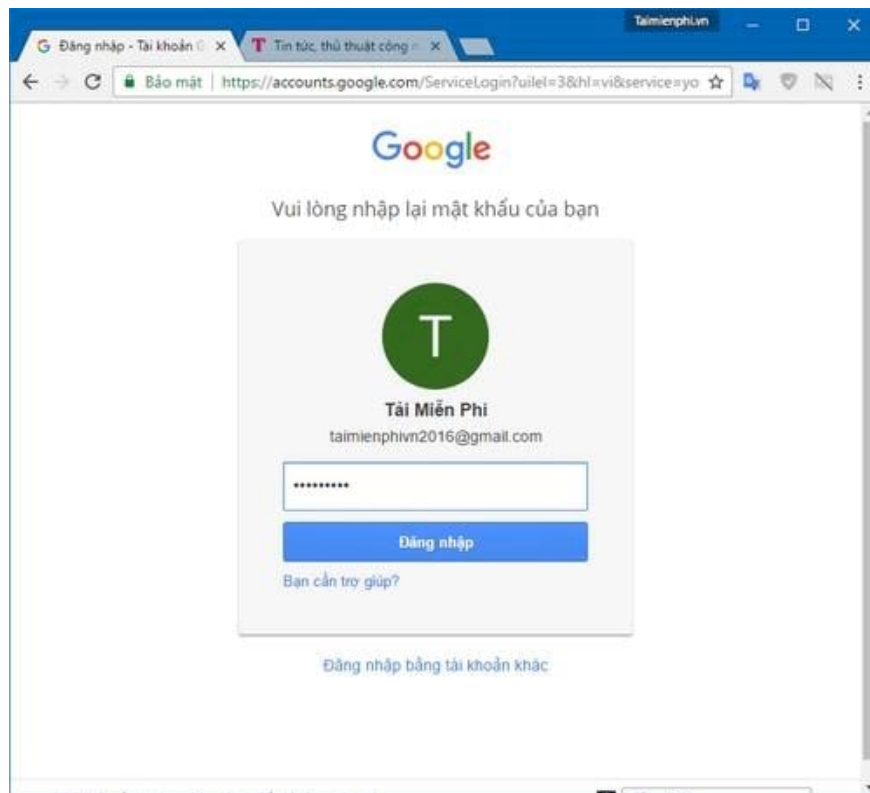 Taimienphi.vn
Đăng nhập - Tài khoản G
Tin tức, thủ thuật công n
Bảo mật | https://accounts.google.com/ServiceLogin?uilel=3&hl=vi&service=yo
Google
Vui lòng nhập lại mật khẩu của bạn
T
Tải Miễn Phí
taimienphivn2016@gmail.com
•••••••••
Đăng nhập
Bạn cần trợ giúp?
Đăng nhập bằng tài khoản khác